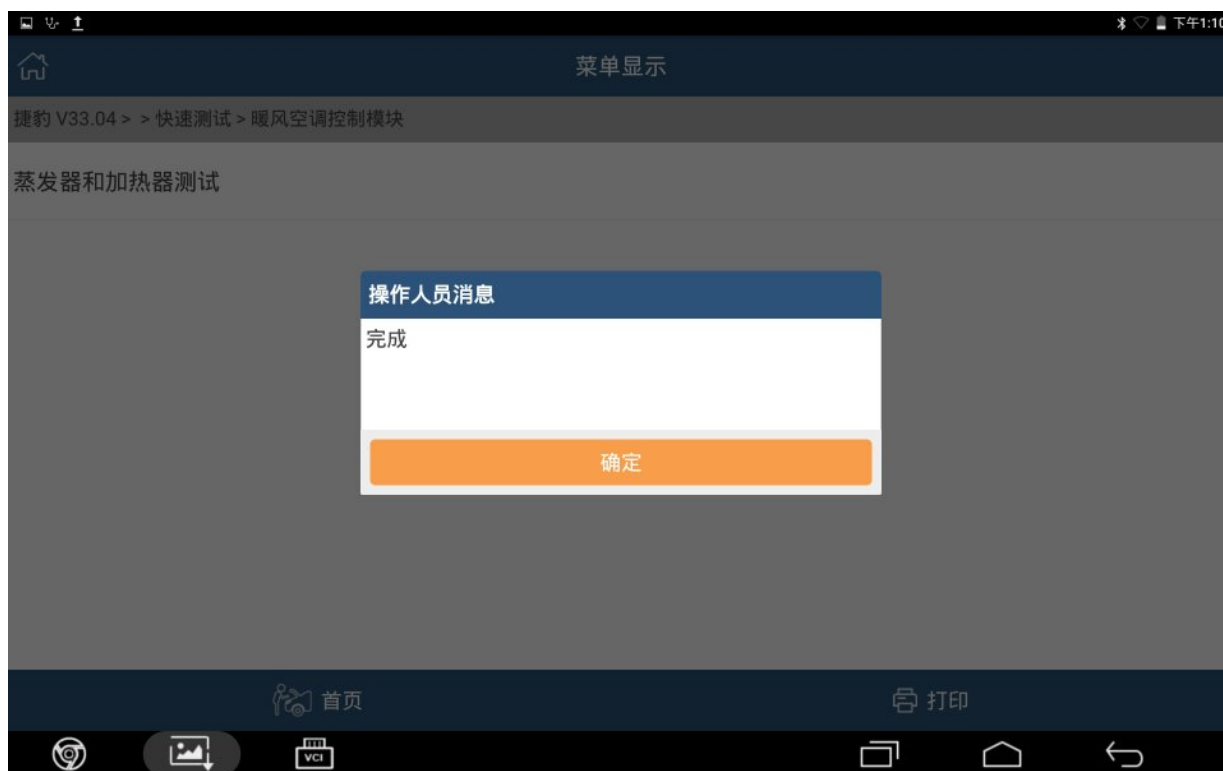 下午1:10
菜单显示
捷豹 V33.04 > > 快速测试 > 暖风空调控制模块
蒸发器和加热器测试
操作人员消息
完成
确定
首页
打印
VCI